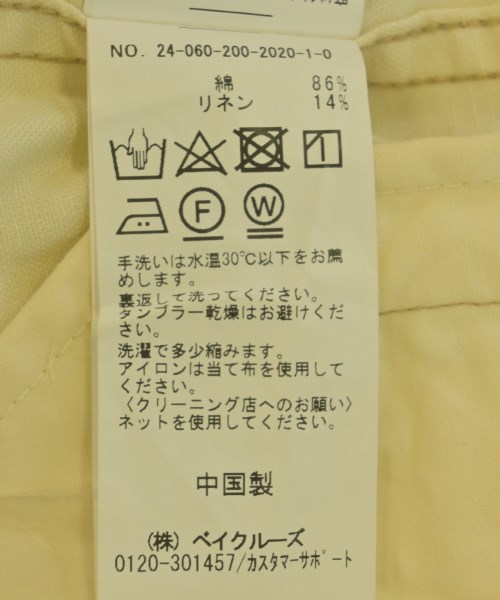 NO. 24-060-200-2020-1-0
綿 86%
リネン 14%
F W
手洗いは水温30℃以下をお薦
めします。
裏返して洗ってください。
タンブラー乾燥はお避けくだ
さい。
洗濯で多少縮みます。
アイロンは当て布を使用して
ください。
〈クリーニング店へのお願い〉
ネットを使用してください。
中国製
(株) ベイクルーズ
0120-301457/カスタマーサポート